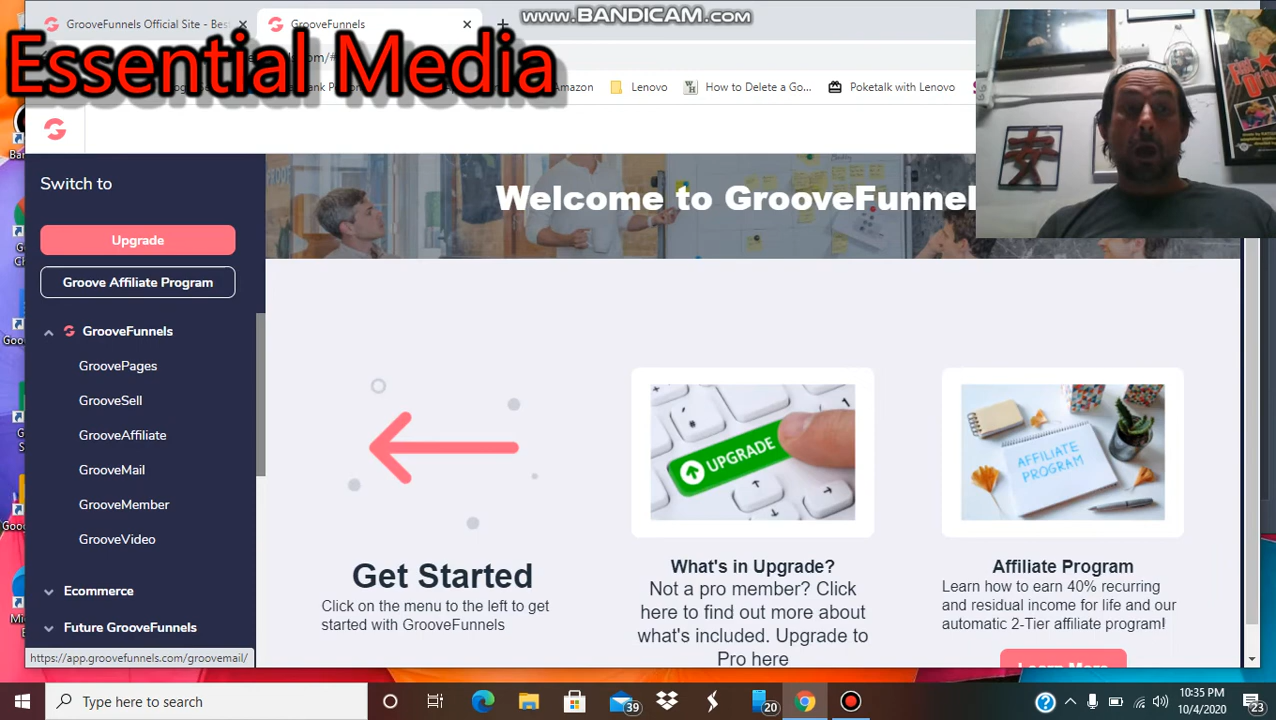 GrooveFunnels Official Site - Bes
GrooveFunnels
www.BANDICAM.com
Essential Media
Amazon
Lenovo
How to Delete a Go...
Poketalk with Lenovo
Switch to
Upgrade
Groove Affiliate Program
GrooveFunnels
GroovePages
GrooveSell
GrooveAffiliate
GrooveMail
GrooveMember
GrooveVideo
Ecommerce
Future GrooveFunnels
https://app.groovefunnels.com/groovemail/
Welcome to GrooveFunnel
Get Started
Click on the menu to the left to get
started with GrooveFunnels
UPGRADE
What's in Upgrade?
Not a pro member? Click
here to find out more about
what's included. Upgrade to
Pro here
AFFILIATE
PROGRAM
Affiliate Program
Learn how to earn 40% recurring
and residual income for life and our
automatic 2-Tier affiliate program!
Learn More
Type here to search
39
20
10:35 PM
10/4/2020
23